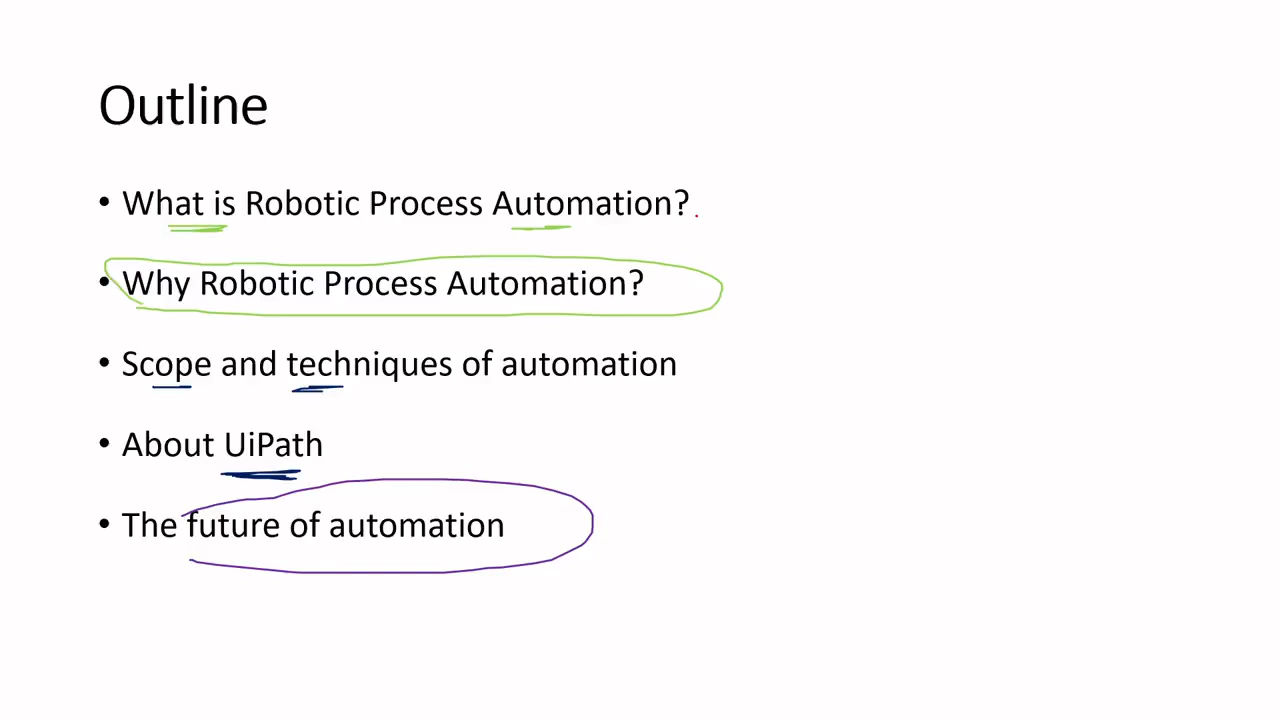 Outline
• What is Robotic Process Automation?
• Why Robotic Process Automation?
• Scope and techniques of automation
• About UiPath
• The future of automation